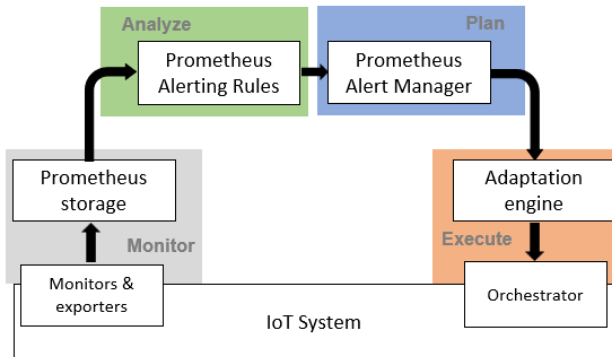 Analyze
Prometheus
Alerting Rules
Plan
Prometheus
Alert Manager
Prometheus
storage
Monitor
Monitors &
exporters
Adaptation
engine
Execute
Orchestrator
IoT System